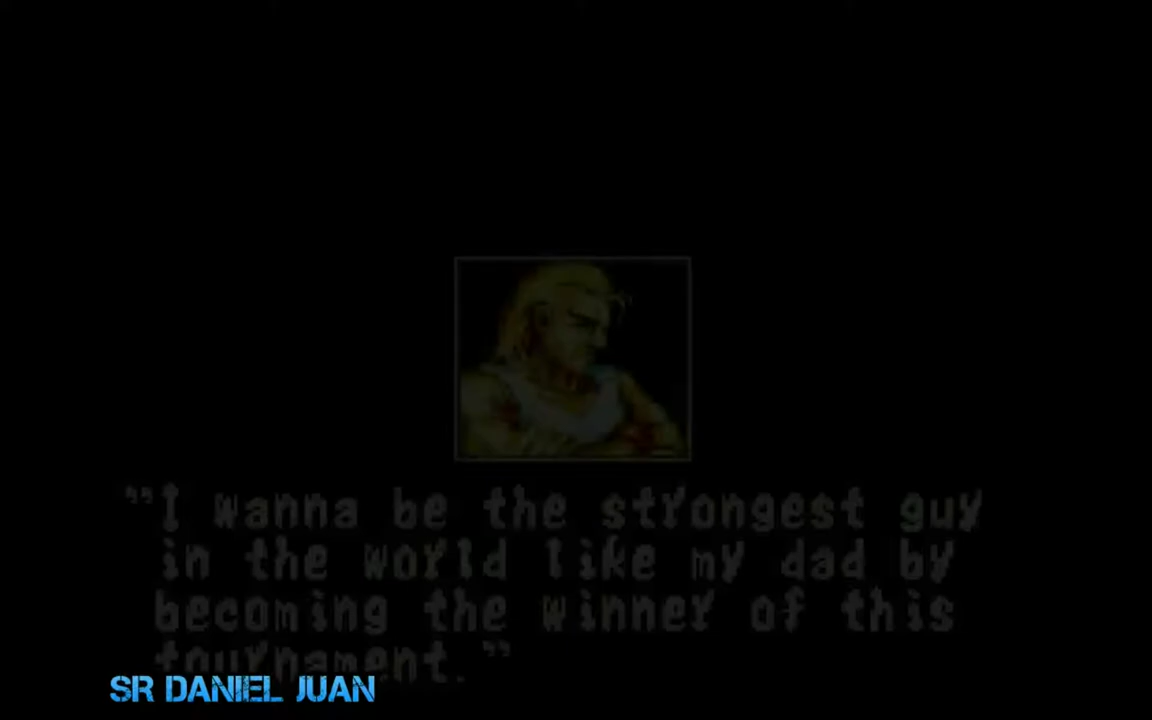 "I wanna be the strongest guy
in the world like my dad by
becoming the winner of this
tournament."
SR DANIEL JUAN